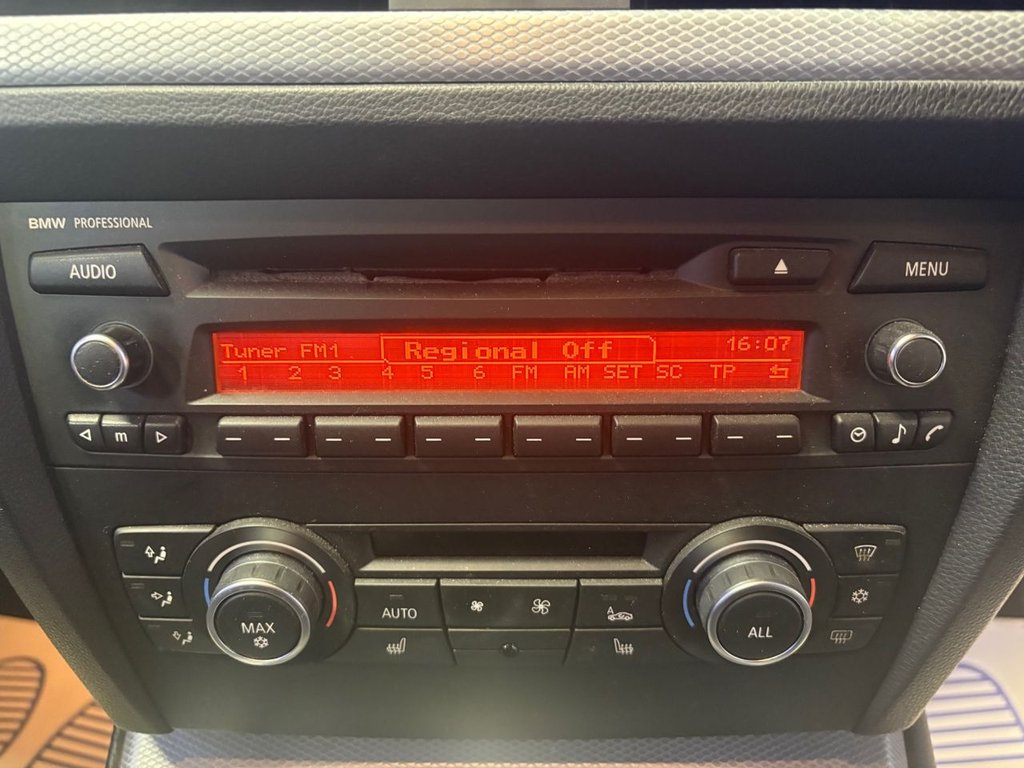 BMW PROFESSIONAL
AUDIO
MENU
Tuner FM1 Regional Off 16:07
1 2 3 4 5 6 FM AM SET SC TP
m
AUTO
A
MAX
ALL